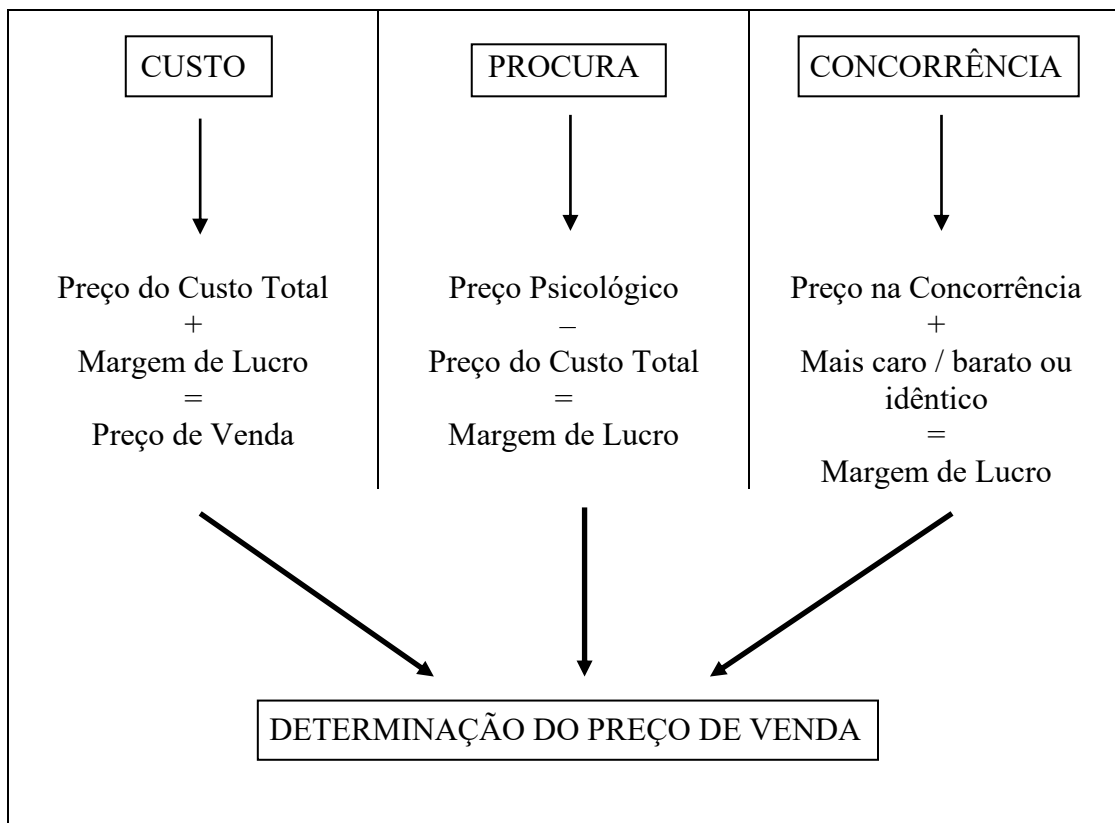 CUSTO
Preço do Custo Total
+
Margem de Lucro
=
Preço de Venda
PROCURA
Preço Psicológico
–
Preço do Custo Total
=
Margem de Lucro
CONCORRÊNCIA
Preço na Concorrência
+
Mais caro / barato ou
idêntico
=
Margem de Lucro
DETERMINAÇÃO DO PREÇO DE VENDA